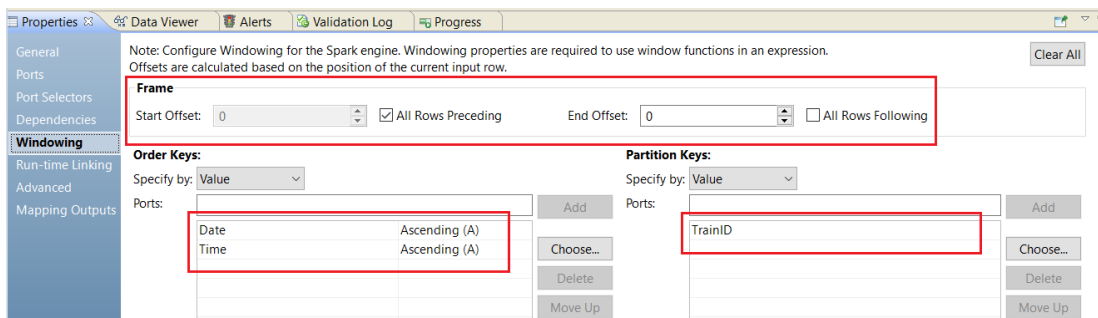 Properties Data Viewer Alerts Validation Log Progress
General
Ports
Port Selectors
Dependencies
Windowing
Run-time Linking
Advanced
Mapping Outputs
Note: Configure Windowing for the Spark engine. Windowing properties are required to use window functions in an expression.
Offsets are calculated based on the position of the current input row.
Clear All
Frame
Start Offset: 0 All Rows Preceding End Offset: 0 All Rows Following
Order Keys:
Specify by: Value
Ports: Add
Date Ascending (A)
Time Ascending (A)
Choose...
Delete
Move Up
Partition Keys:
Specify by: Value
Ports: Add
TrainID
Choose...
Delete
Move Up